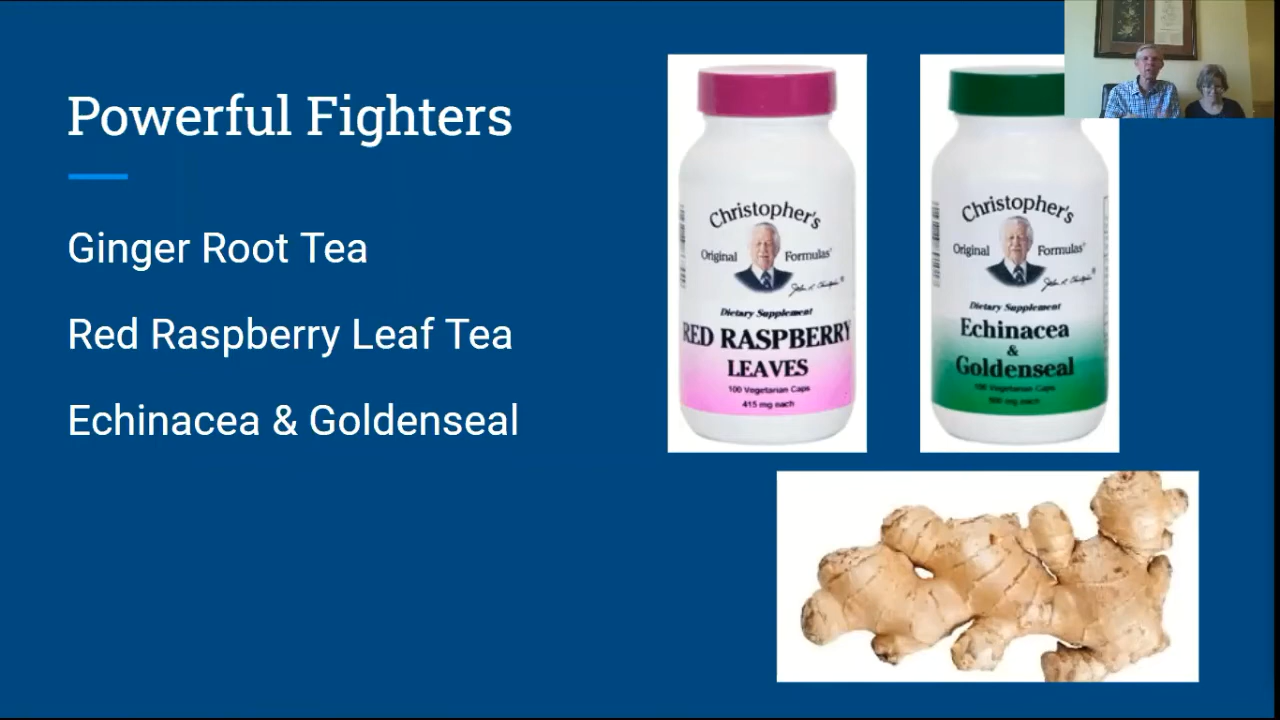 Powerful Fighters
Ginger Root Tea
Red Raspberry Leaf Tea
Echinacea & Goldenseal
Christopher's
Original Formulas
Dietary Supplement
RED RASPBERRY
LEAVES
100 Vegetarian Caps
415 mg each
Christopher's
Original Formulas
Dietary Supplement
Echinacea
&
Goldenseal
100 Vegetarian Caps
500 mg each